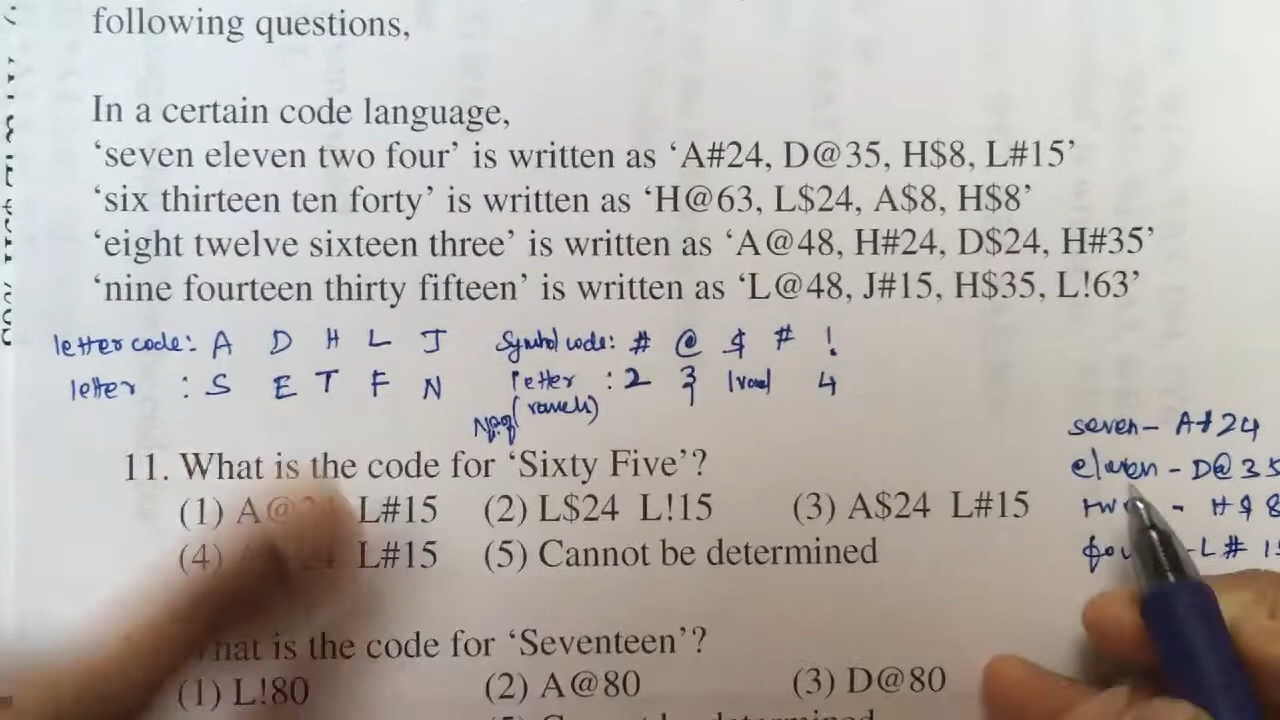 following questions,
In a certain code language,
‘seven eleven two four’ is written as ‘A#24, D@35, H$8, L#15’
‘six thirteen ten forty’ is written as ‘H@63, L$24, A$8, H$8’
‘eight twelve sixteen three’ is written as ‘A@48, H#24, D$24, H#35’
‘nine fourteen thirty fifteen’ is written as ‘L@48, J#15, H$35, L!63’
letter code: A D H L J Symbol code: # @ $ # !
letter : S E T F N letter : 2 3 1 4
seven - A# 24
11. What is the code for ‘Sixty Five’? eleven - D@ 35
(1) A@ L#15 (2) L$24 L!15 (3) A$24 L#15 - H$ 8
(4) L#15 (5) Cannot be determined - L#
is the code for ‘Seventeen’?
(1) L!80 (2) A@80 (3) D@80